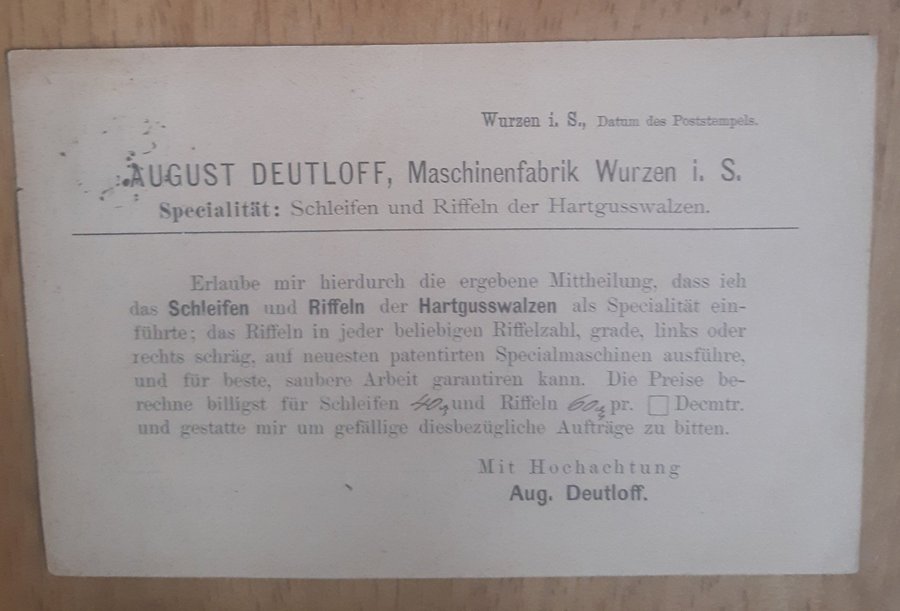 Wurzen i. S., Datum des Poststempels.
AUGUST DEUTLOFF, Maschinenfabrik Wurzen i. S.
Specialität: Schleifen und Riffeln der Hartgusswalzen.
Erlaube mir hierdurch die ergebene Mittheilung, dass ich
das Schleifen und Riffeln der Hartgusswalzen als Specialität ein-
führte; das Riffeln in jeder beliebigen Riffelzahl, grade, links oder
rechts schräg, auf neuesten patentirten Specialmaschinen ausführe,
und für beste, saubere Arbeit garantiren kann. Die Preise be-
rechne billigst für Schleifen 40 und Riffeln 60 pr. □ Decmtr.
und gestatte mir um gefällige diesbezügliche Aufträge zu bitten.
Mit Hochachtung
Aug. Deutloff.